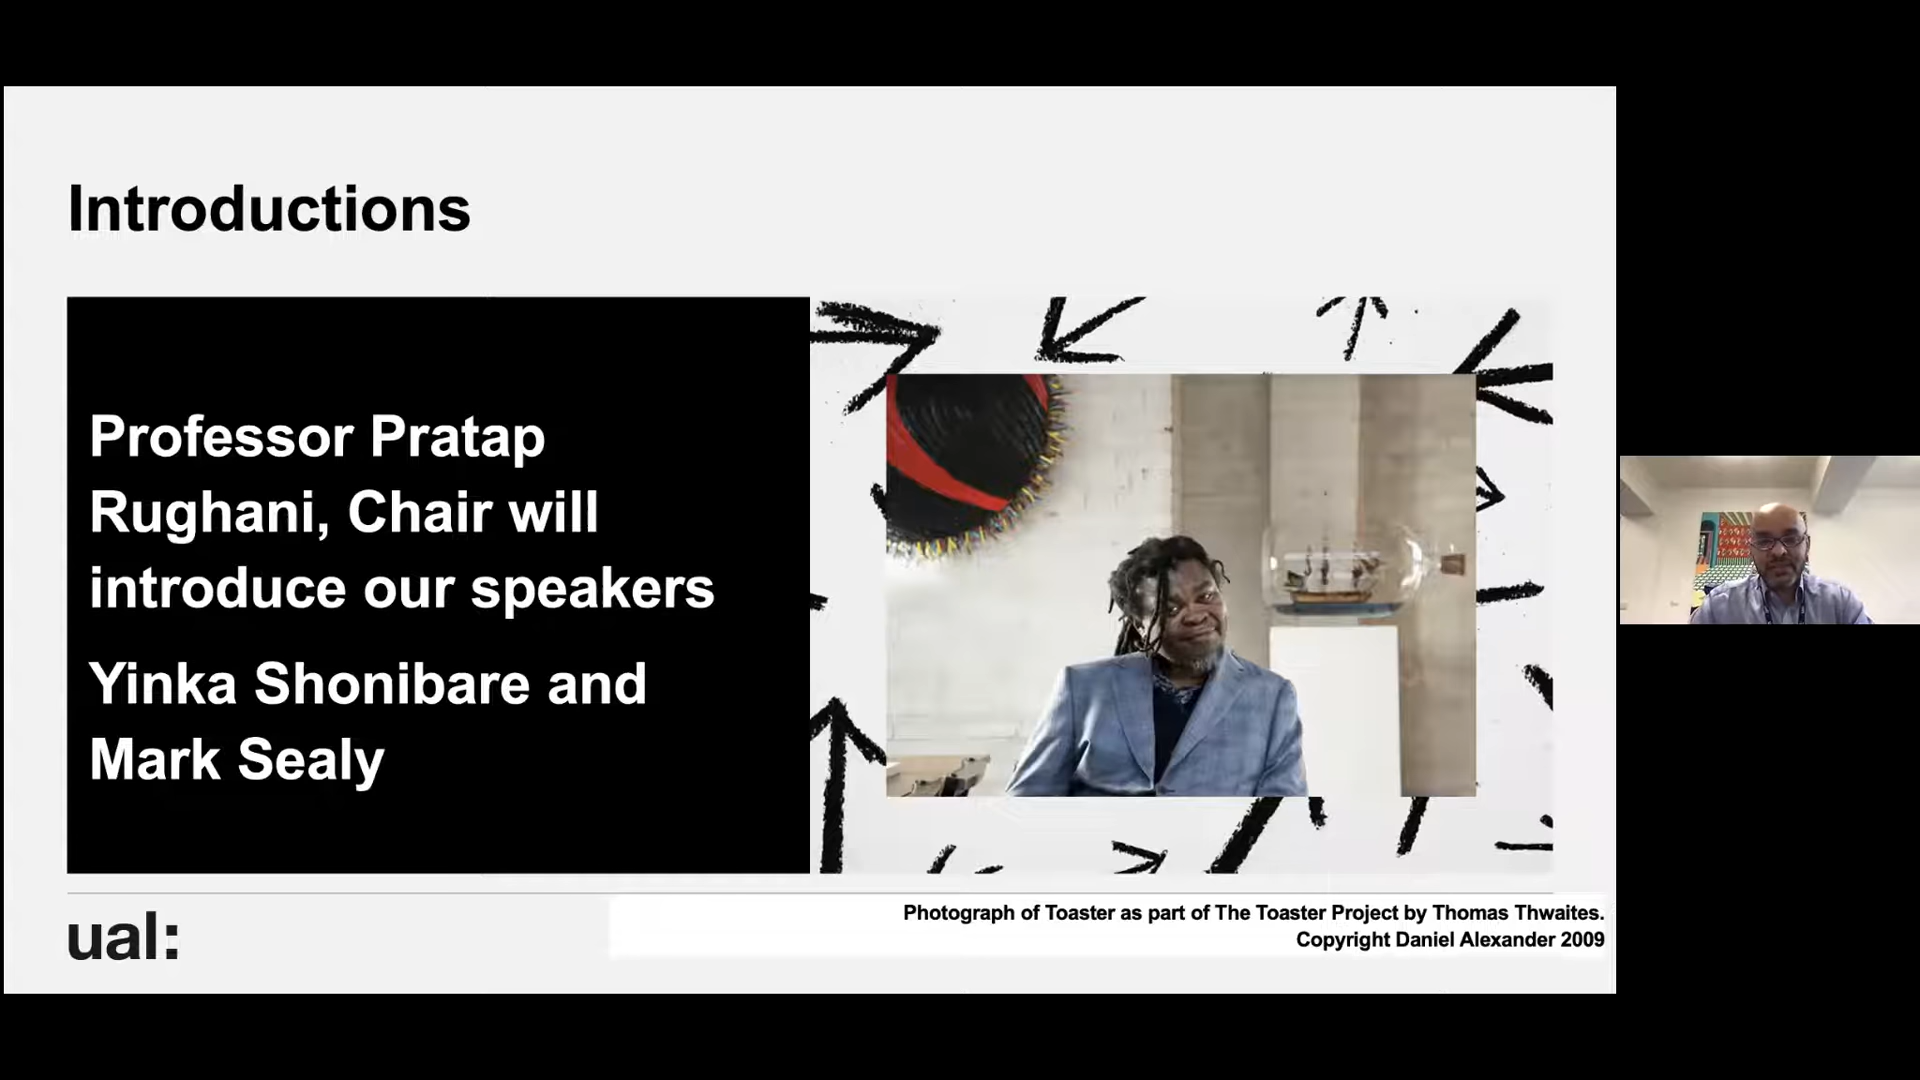 Introductions
Professor Pratap
Rughani, Chair will
introduce our speakers
Yinka Shonibare and
Mark Sealy
ual:
Photograph of Toaster as part of The Toaster Project by Thomas Thwaites.
Copyright Daniel Alexander 2009